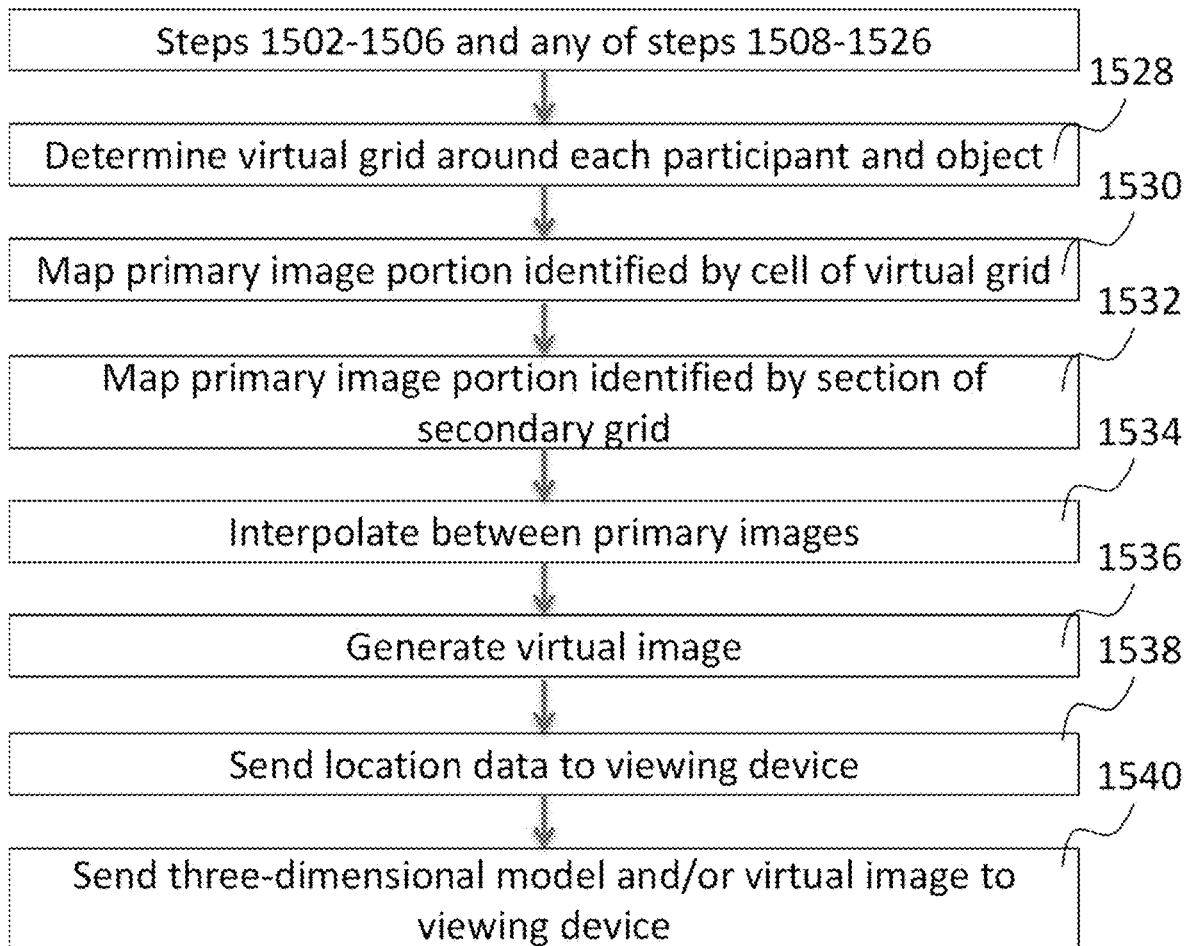 Steps 1502-1506 and any of steps 1508-1526
1528
Determine virtual grid around each participant and object
1530
Map primary image portion identified by cell of virtual grid
1532
Map primary image portion identified by section of
secondary grid
1534
Interpolate between primary images
1536
Generate virtual image
1538
Send location data to viewing device
1540
Send three-dimensional model and/or virtual image to
viewing device